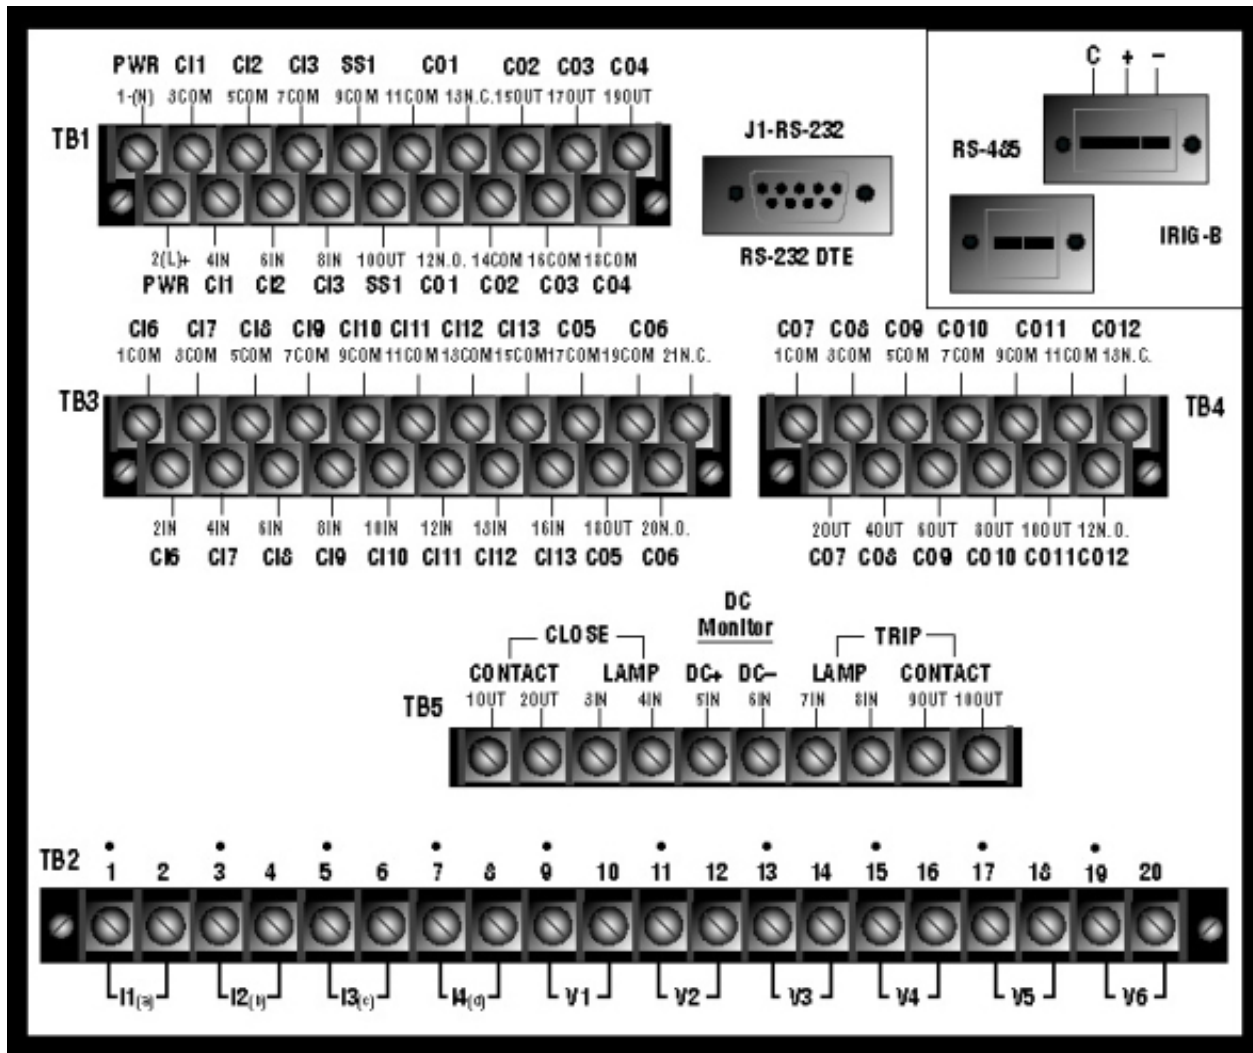 PWR CI1 CI2 CI3 SS1 CO1 CO2 CO3 CO4
1-(N) 3COM 5COM 7COM 9COM 11COM 13N.C. 15OUT 17OUT 19OUT
TB1
2(L)+ 4IN 6IN 8IN 10OUT 12N.O. 14COM 16COM 18COM
PWR CI1 CI2 CI3 SS1 CO1 CO2 CO3 CO4
J1-RS-232
RS-232 DTE
C + –
RS-485
IRIG-B
CI6 CI7 CI8 CI9 CI10 CI11 CI12 CI13 CO5 CO6
1COM 3COM 5COM 7COM 9COM 11COM 13COM 15COM 17COM 19COM 21N.C.
TB3
2IN 4IN 6IN 8IN 10IN 12IN 13IN 16IN 18OUT 20N.O.
CI6 CI7 CI8 CI9 CI10 CI11 CI12 CI13 CO5 CO6
CO7 CO8 CO9 CO10 CO11 CO12
1COM 3COM 5COM 7COM 9COM 11COM 13N.C.
TB4
2OUT 4OUT 6OUT 8OUT 10OUT 12N.O.
CO7 CO8 CO9 CO10 CO11 CO12
DC
Monitor
CLOSE
TRIP
CONTACT LAMP DC+ DC– LAMP CONTACT
1OUT 2OUT 3IN 4IN 5IN 6IN 7IN 8IN 9OUT 10OUT
TB5
TB2
1 2 3 4 5 6 7 8 9 10 11 12 13 14 15 16 17 18 19 20
I1(a) I2(b) I3(c) I4(d) V1 V2 V3 V4 V5 V6